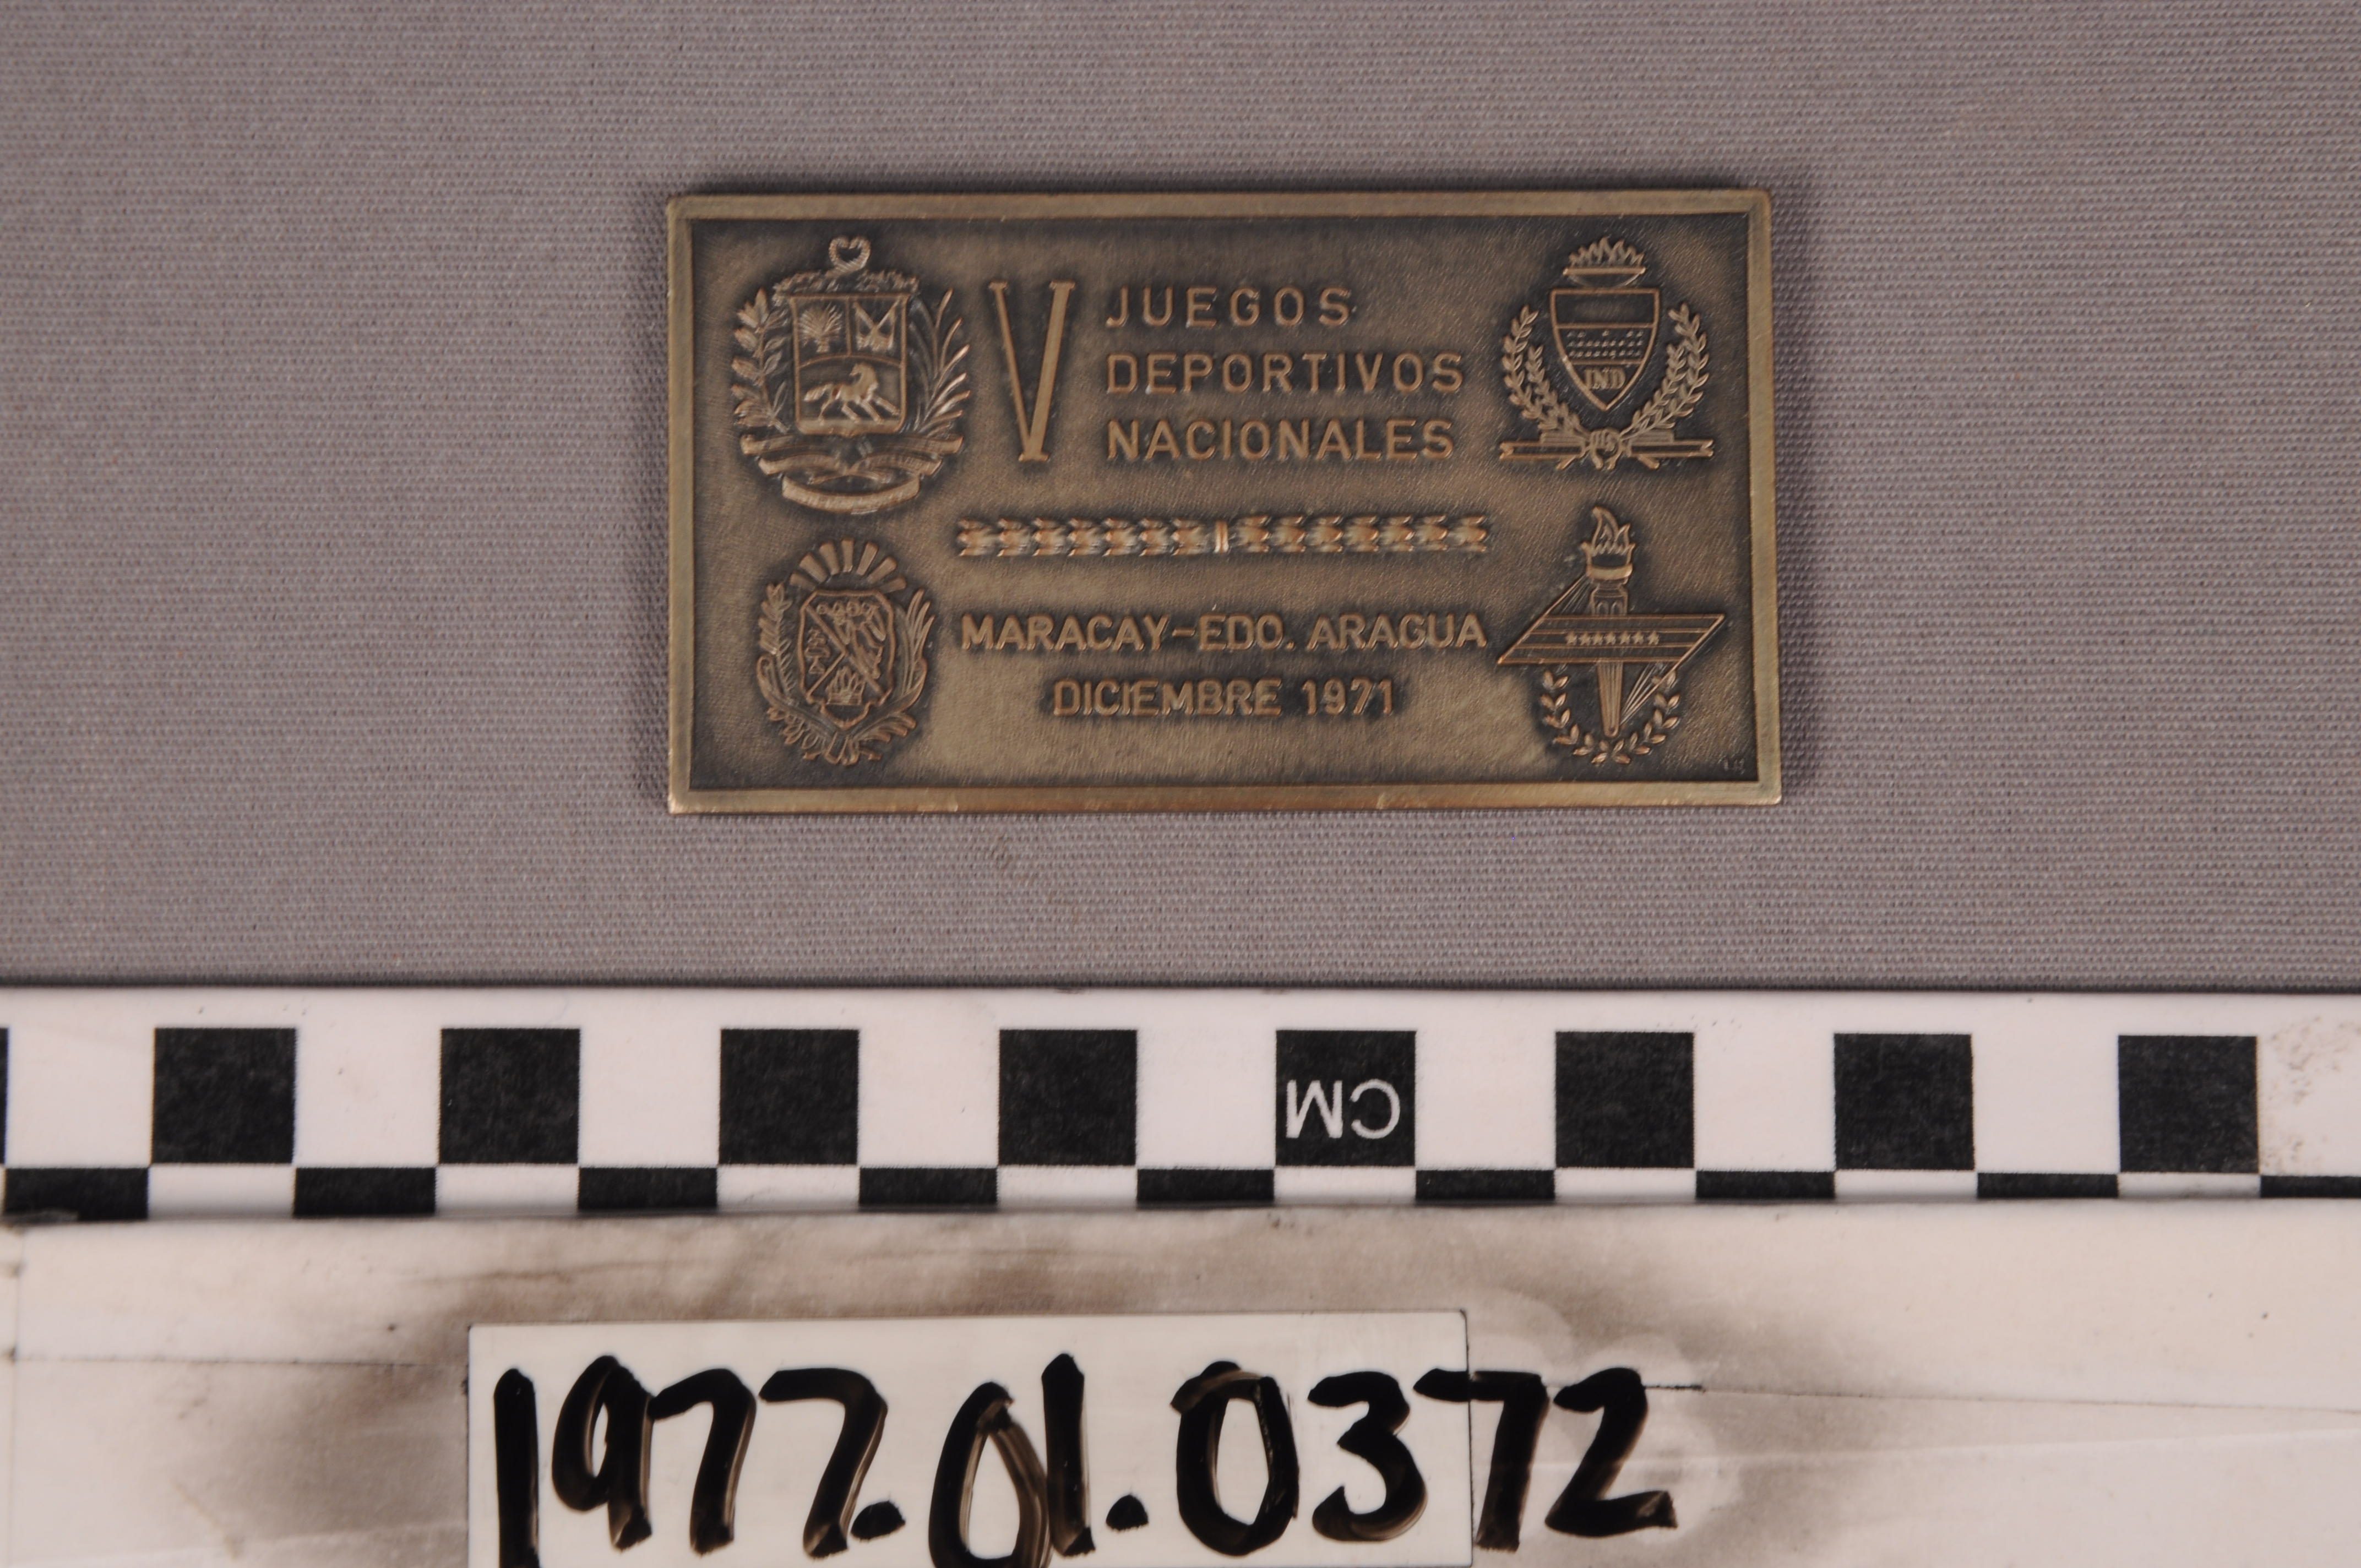 V JUEGOS
DEPORTIVOS
NACIONALES
IND
MARACAY-EDO. ARAGUA
DICIEMBRE 1971
CM
1977.01.0372